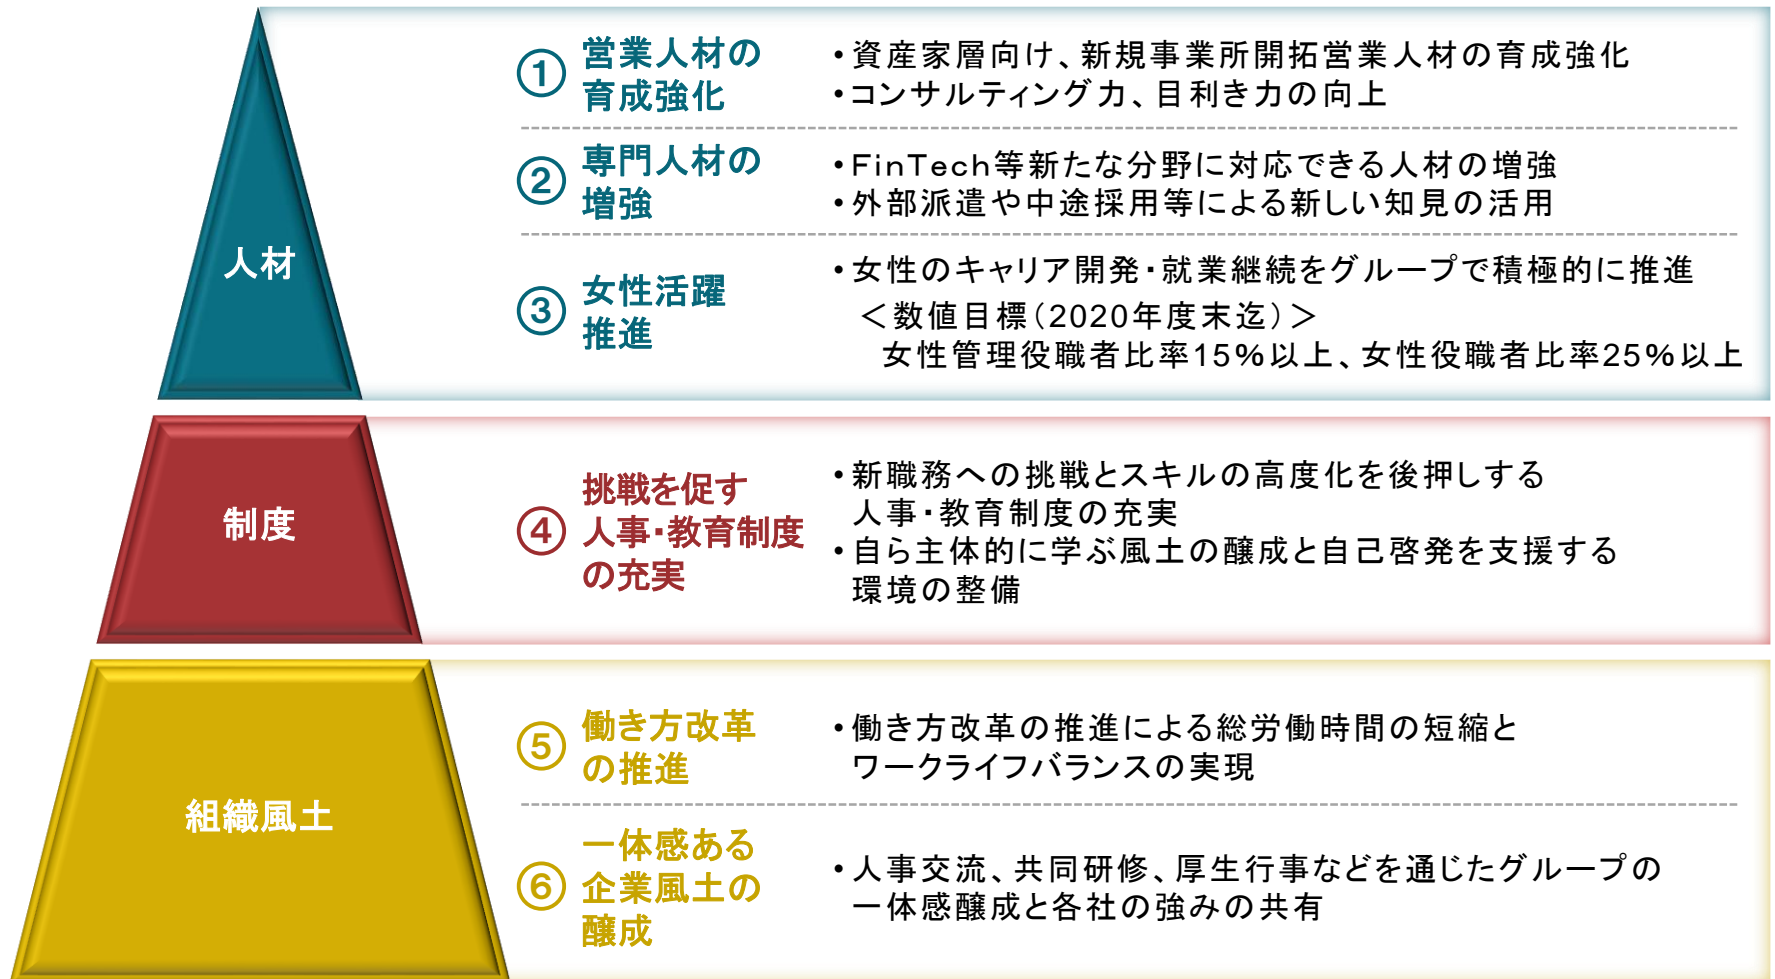 人材
① 営業人材の
育成強化
•資産家層向け、新規事業所開拓営業人材の育成強化
•コンサルティング力、目利き力の向上
② 専門人材の
増強
•FinTech等新たな分野に対応できる人材の増強
•外部派遣や中途採用等による新しい知見の活用
③ 女性活躍
推進
•女性のキャリア開発・就業継続をグループで積極的に推進
＜数値目標（2020年度末迄）＞
女性管理役職者比率15％以上、女性役職者比率25％以上
制度
④ 挑戦を促す
人事・教育制度
の充実
•新職務への挑戦とスキルの高度化を後押しする
人事・教育制度の充実
•自ら主体的に学ぶ風土の醸成と自己啓発を支援する
環境の整備
組織風土
⑤ 働き方改革
の推進
•働き方改革の推進による総労働時間の短縮と
ワークライフバランスの実現
⑥ 一体感ある
企業風土の
醸成
•人事交流、共同研修、厚生行事などを通じたグループの
一体感醸成と各社の強みの共有